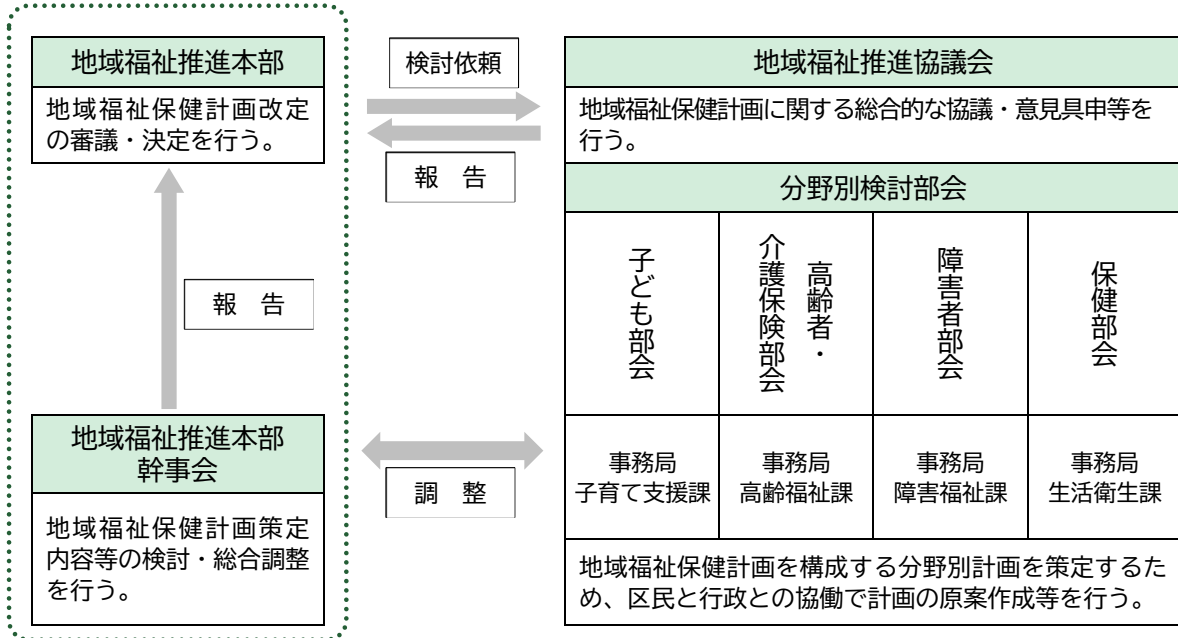 地域福祉推進本部
地域福祉保健計画改定
の審議・決定を行う。
検討依頼
報　告
地域福祉推進協議会
地域福祉保健計画に関する総合的な協議・意見具申等を
行う。
分野別検討部会
子ども部会
高齢者・
介護保険部会
障害者部会
保健部会
報　告
地域福祉推進本部
幹事会
地域福祉保健計画策定
内容等の検討・総合調整
を行う。
調　整
事務局
子育て支援課
事務局
高齢福祉課
事務局
障害福祉課
事務局
生活衛生課
地域福祉保健計画を構成する分野別計画を策定するた
め、区民と行政との協働で計画の原案作成等を行う。